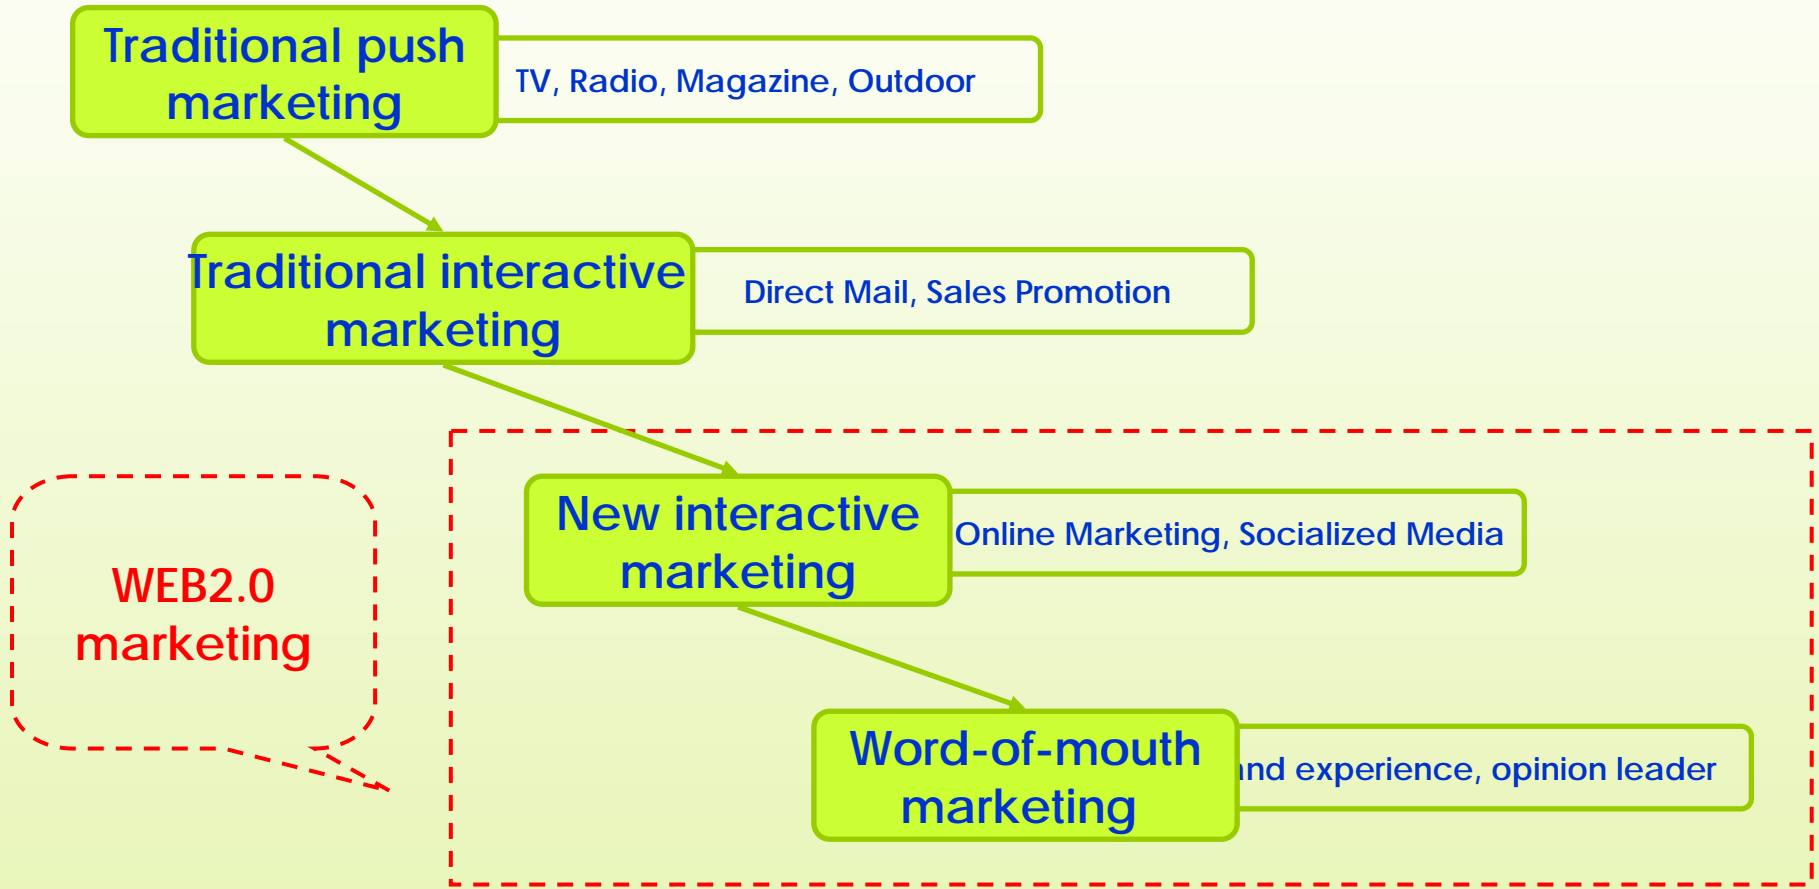 Traditional push
marketing
TV, Radio, Magazine, Outdoor
Traditional interactive
marketing
Direct Mail, Sales Promotion
New interactive
marketing
Online Marketing, Socialized Media
WEB2.0
marketing
Word-of-mouth
marketing
experience, opinion leader